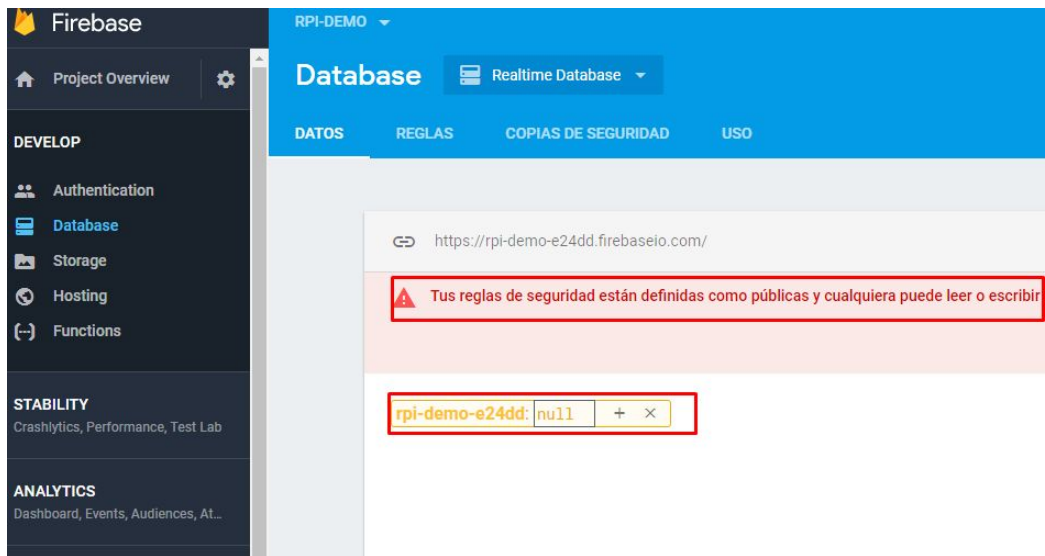 Firebase
RPI-DEMO
Project Overview
Database
Realtime Database
DATOS
REGLAS
COPIAS DE SEGURIDAD
USO
DEVELOP
Authentication
Database
Storage
Hosting
Functions
https://rpi-demo-e24dd.firebaseio.com/
Tus reglas de seguridad están definidas como públicas y cualquiera puede leer o escribir
rpi-demo-e24dd: null + ×
STABILITY
Crashlytics, Performance, Test Lab
ANALYTICS
Dashboard, Events, Audiences, At...